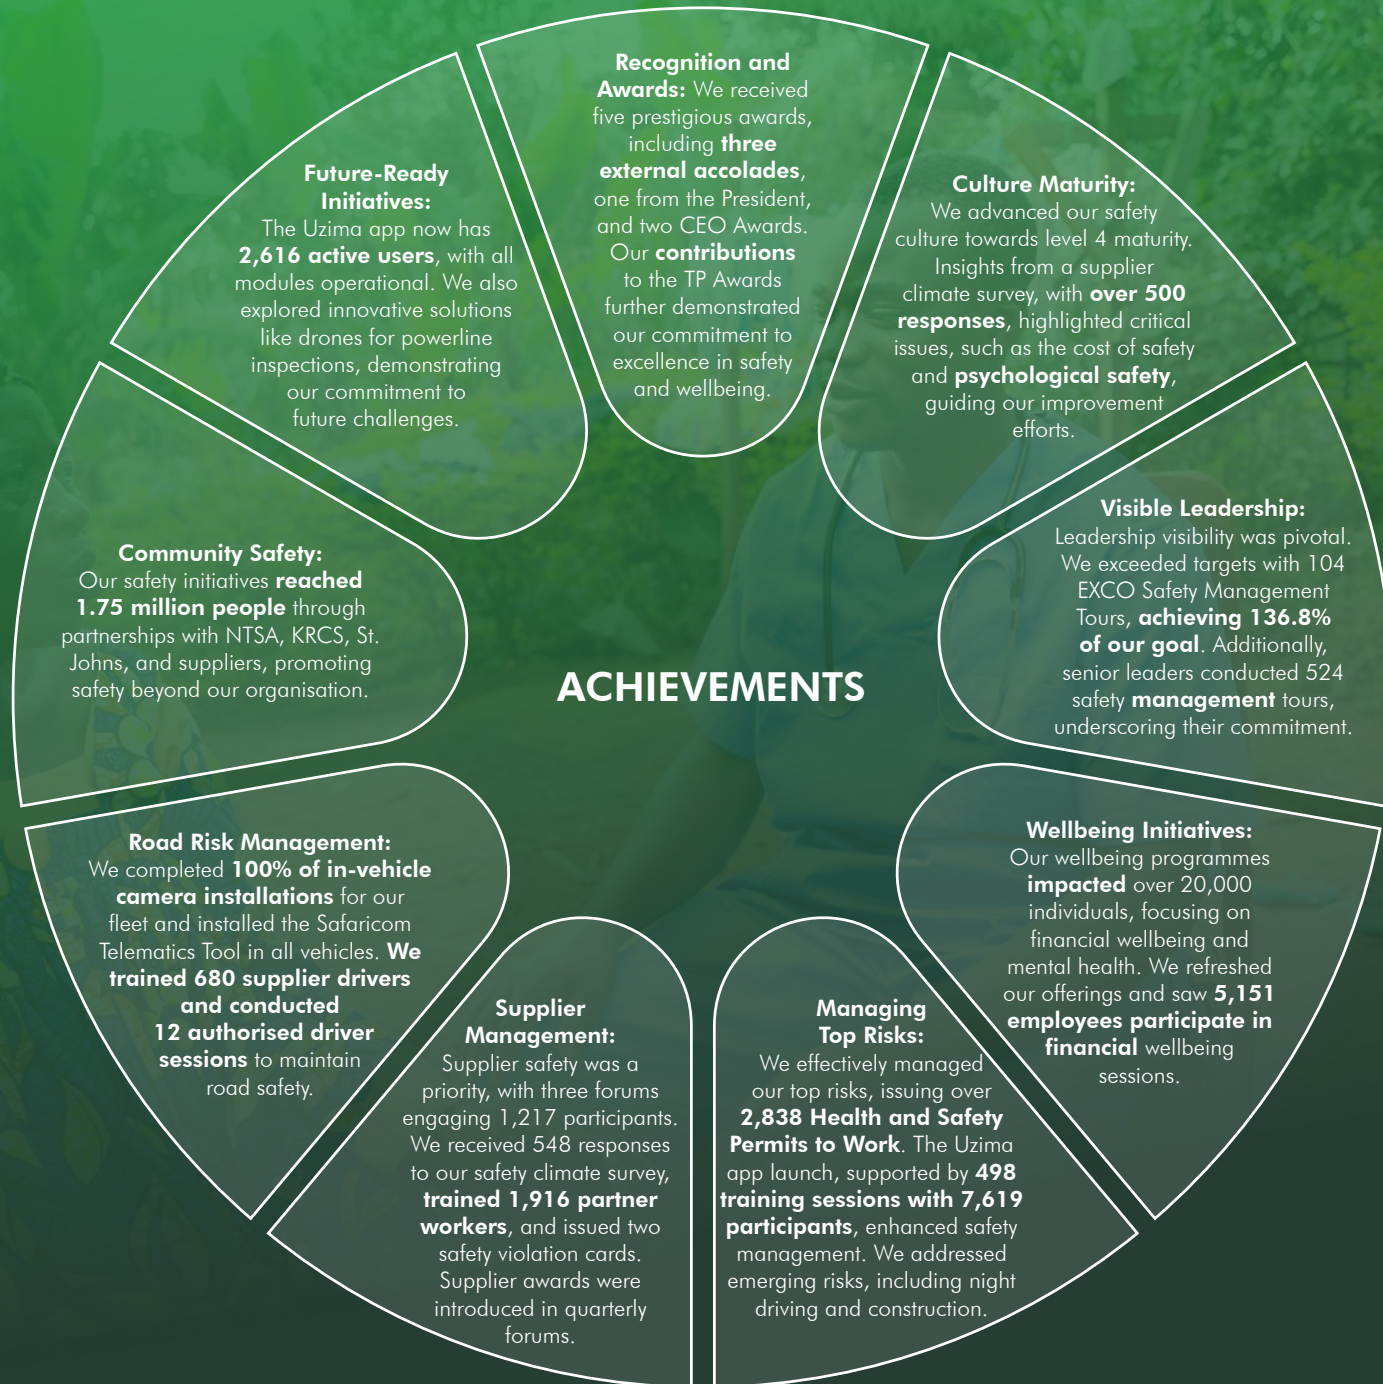 Recognition and
Awards: We received
five prestigious awards,
including three
external accolades,
one from the President,
and two CEO Awards.
Our contributions
to the TP Awards
further demonstrated
our commitment to
excellence in safety
and wellbeing.
Culture Maturity:
We advanced our safety
culture towards level 4 maturity.
Insights from a supplier
climate survey, with over 500
responses, highlighted critical
issues, such as the cost of safety
and psychological safety,
guiding our improvement
efforts.
Visible Leadership:
Leadership visibility was pivotal.
We exceeded targets with 104
EXCO Safety Management
Tours, achieving 136.8%
of our goal. Additionally,
senior leaders conducted 524
safety management tours,
underscoring their commitment.
Wellbeing Initiatives:
Our wellbeing programmes
impacted over 20,000
individuals, focusing on
financial wellbeing and
mental health. We refreshed
our offerings and saw 5,151
employees participate in
financial wellbeing
sessions.
Managing
Top Risks:
We effectively managed
our top risks, issuing over
2,838 Health and Safety
Permits to Work. The Uzima
app launch, supported by 498
training sessions with 7,619
participants, enhanced safety
management. We addressed
emerging risks, including night
driving and construction.
Supplier
Management:
Supplier safety was a
priority, with three forums
engaging 1,217 participants.
We received 548 responses
to our safety climate survey,
trained 1,916 partner
workers, and issued two
safety violation cards.
Supplier awards were
introduced in quarterly
forums.
Road Risk Management:
We completed 100% of in-vehicle
camera installations for our
fleet and installed the Safaricom
Telematics Tool in all vehicles. We
trained 680 supplier drivers
and conducted
12 authorised driver
sessions to maintain
road safety.
Community Safety:
Our safety initiatives reached
1.75 million people through
partnerships with NTSA, KRCS, St.
Johns, and suppliers, promoting
safety beyond our organisation.
Future-Ready
Initiatives:
The Uzima app now has
2,616 active users, with all
modules operational. We also
explored innovative solutions
like drones for powerline
inspections, demonstrating
our commitment to
future challenges.
ACHIEVEMENTS